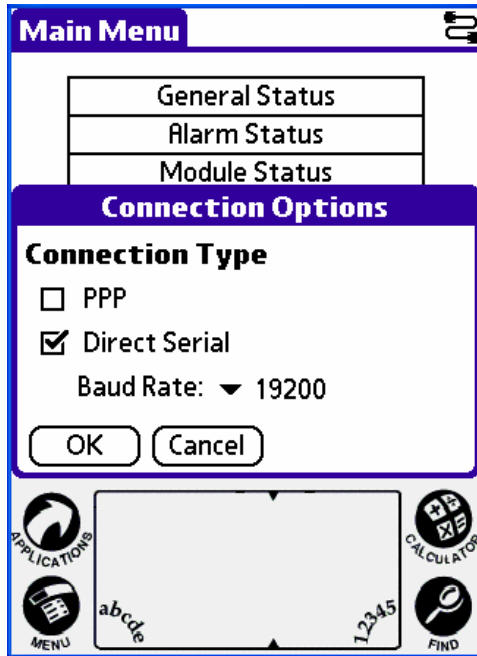 Main Menu
General Status
Alarm Status
Module Status
Connection Options
Connection Type
PPP
Direct Serial
Baud Rate: 19200
OK Cancel
APPLICATIONS
CALCULATOR
abcde
12345
MENU
FIND